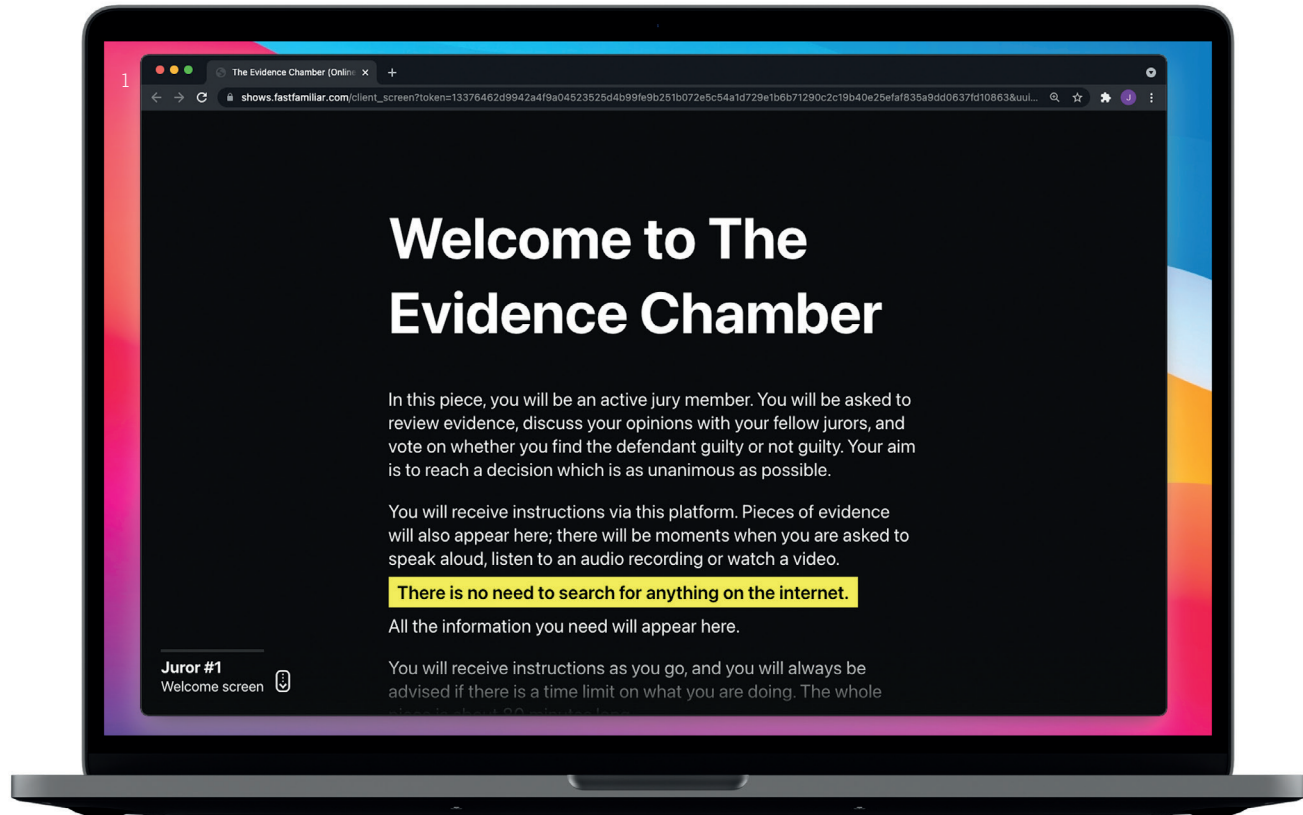 1
The Evidence Chamber (Online
shows.fastfamiliar.com/client_screen?token=13376462d9942a4f9a04523525d4b99fe9b251b072e5c54a1d729e1b6b71290c2c19b40e25efaf835a9dd0637fd10863&uui...
J
Welcome to The
Evidence Chamber
In this piece, you will be an active jury member. You will be asked to
review evidence, discuss your opinions with your fellow jurors, and
vote on whether you find the defendant guilty or not guilty. Your aim
is to reach a decision which is as unanimous as possible.
You will receive instructions via this platform. Pieces of evidence
will also appear here; there will be moments when you are asked to
speak aloud, listen to an audio recording or watch a video.
There is no need to search for anything on the internet.
All the information you need will appear here.
You will receive instructions as you go, and you will always be
advised if there is a time limit on what you are doing. The whole
piece is about 80 minutes long.
Juror #1
Welcome screen